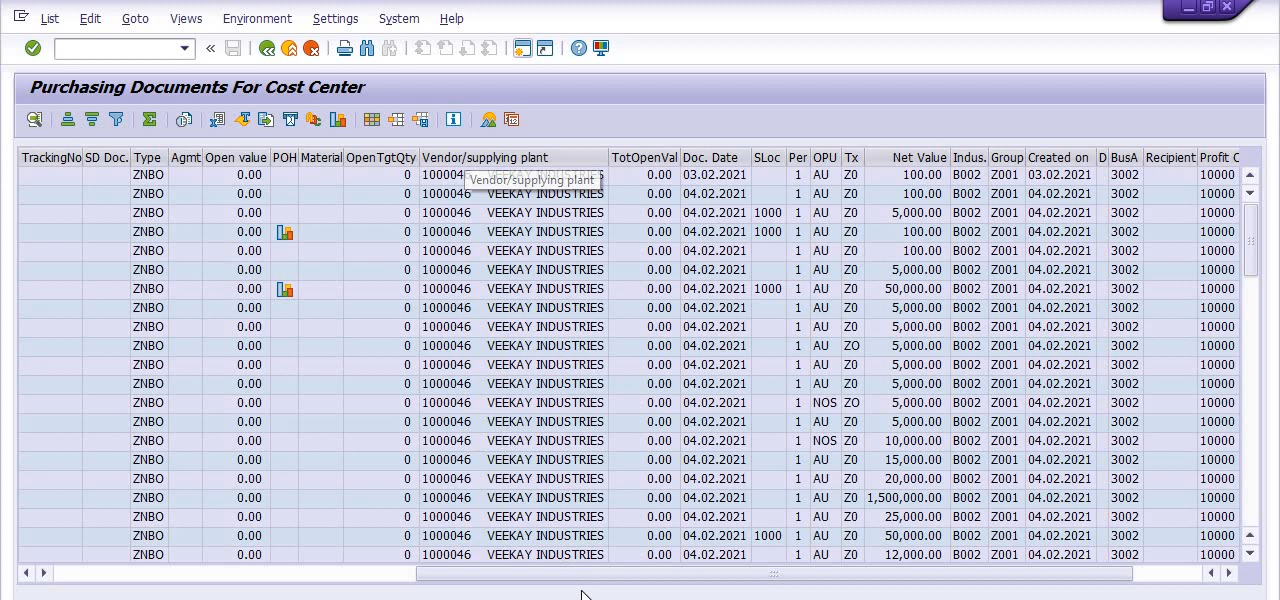 List Edit Goto Views Environment Settings System Help
Purchasing Documents For Cost Center
TrackingNo SD Doc. Type Agmt Open value POH Material OpenTgtQty Vendor/supplying plant TotOpenVal Doc. Date SLoc Per OPU Tx Net Value Indus. Group Created on D BusA Recipient Profit C
ZNBO 0.00 0 100004 0.00 03.02.2021 1 AU Z0 100.00 B002 Z001 03.02.2021 3002 10000
Vendor/supplying plant
ZNBO 0.00 0 1000046 VEEKAY INDUSTRIES 0.00 04.02.2021 1 AU Z0 100.00 B002 Z001 04.02.2021 3002 10000
ZNBO 0.00 0 1000046 VEEKAY INDUSTRIES 0.00 04.02.2021 1000 1 AU Z0 5,000.00 B002 Z001 04.02.2021 3002 10000
ZNBO 0.00 0 1000046 VEEKAY INDUSTRIES 0.00 04.02.2021 1000 1 AU Z0 100.00 B002 Z001 04.02.2021 3002 10000
ZNBO 0.00 0 1000046 VEEKAY INDUSTRIES 0.00 04.02.2021 1 AU Z0 100.00 B002 Z001 04.02.2021 3002 10000
ZNBO 0.00 0 1000046 VEEKAY INDUSTRIES 0.00 04.02.2021 1 AU Z0 5,000.00 B002 Z001 04.02.2021 3002 10000
ZNBO 0.00 0 1000046 VEEKAY INDUSTRIES 0.00 04.02.2021 1000 1 AU Z0 50,000.00 B002 Z001 04.02.2021 3002 10000
ZNBO 0.00 0 1000046 VEEKAY INDUSTRIES 0.00 04.02.2021 1 AU Z0 5,000.00 B002 Z001 04.02.2021 3002 10000
ZNBO 0.00 0 1000046 VEEKAY INDUSTRIES 0.00 04.02.2021 1 AU Z0 5,000.00 B002 Z001 04.02.2021 3002 10000
ZNBO 0.00 0 1000046 VEEKAY INDUSTRIES 0.00 04.02.2021 1 AU ZO 5,000.00 B002 Z001 04.02.2021 3002 10000
ZNBO 0.00 0 1000046 VEEKAY INDUSTRIES 0.00 04.02.2021 1 AU Z0 5,000.00 B002 Z001 04.02.2021 3002 10000
ZNBO 0.00 0 1000046 VEEKAY INDUSTRIES 0.00 04.02.2021 1 AU Z0 5,000.00 B002 Z001 04.02.2021 3002 10000
ZNBO 0.00 0 1000046 VEEKAY INDUSTRIES 0.00 04.02.2021 1 NOS ZO 5,000.00 B002 Z001 04.02.2021 3002 10000
ZNBO 0.00 0 1000046 VEEKAY INDUSTRIES 0.00 04.02.2021 1 AU Z0 5,000.00 B002 Z001 04.02.2021 3002 10000
ZNBO 0.00 0 1000046 VEEKAY INDUSTRIES 0.00 04.02.2021 1 NOS Z0 10,000.00 B002 Z001 04.02.2021 3002 10000
ZNBO 0.00 0 1000046 VEEKAY INDUSTRIES 0.00 04.02.2021 1 AU Z0 15,000.00 B002 Z001 04.02.2021 3002 10000
ZNBO 0.00 0 1000046 VEEKAY INDUSTRIES 0.00 04.02.2021 1 AU Z0 20,000.00 B002 Z001 04.02.2021 3002 10000
ZNBO 0.00 0 1000046 VEEKAY INDUSTRIES 0.00 04.02.2021 1 AU Z0 1,500,000.00 B002 Z001 04.02.2021 3002 10000
ZNBO 0.00 0 1000046 VEEKAY INDUSTRIES 0.00 04.02.2021 1 AU Z0 25,000.00 B002 Z001 04.02.2021 3002 10000
ZNBO 0.00 0 1000046 VEEKAY INDUSTRIES 0.00 04.02.2021 1000 1 AU Z0 50,000.00 B002 Z001 04.02.2021 3002 10000
ZNBO 0.00 0 1000046 VEEKAY INDUSTRIES 0.00 04.02.2021 1 AU Z0 12,000.00 B002 Z001 04.02.2021 3002 10000